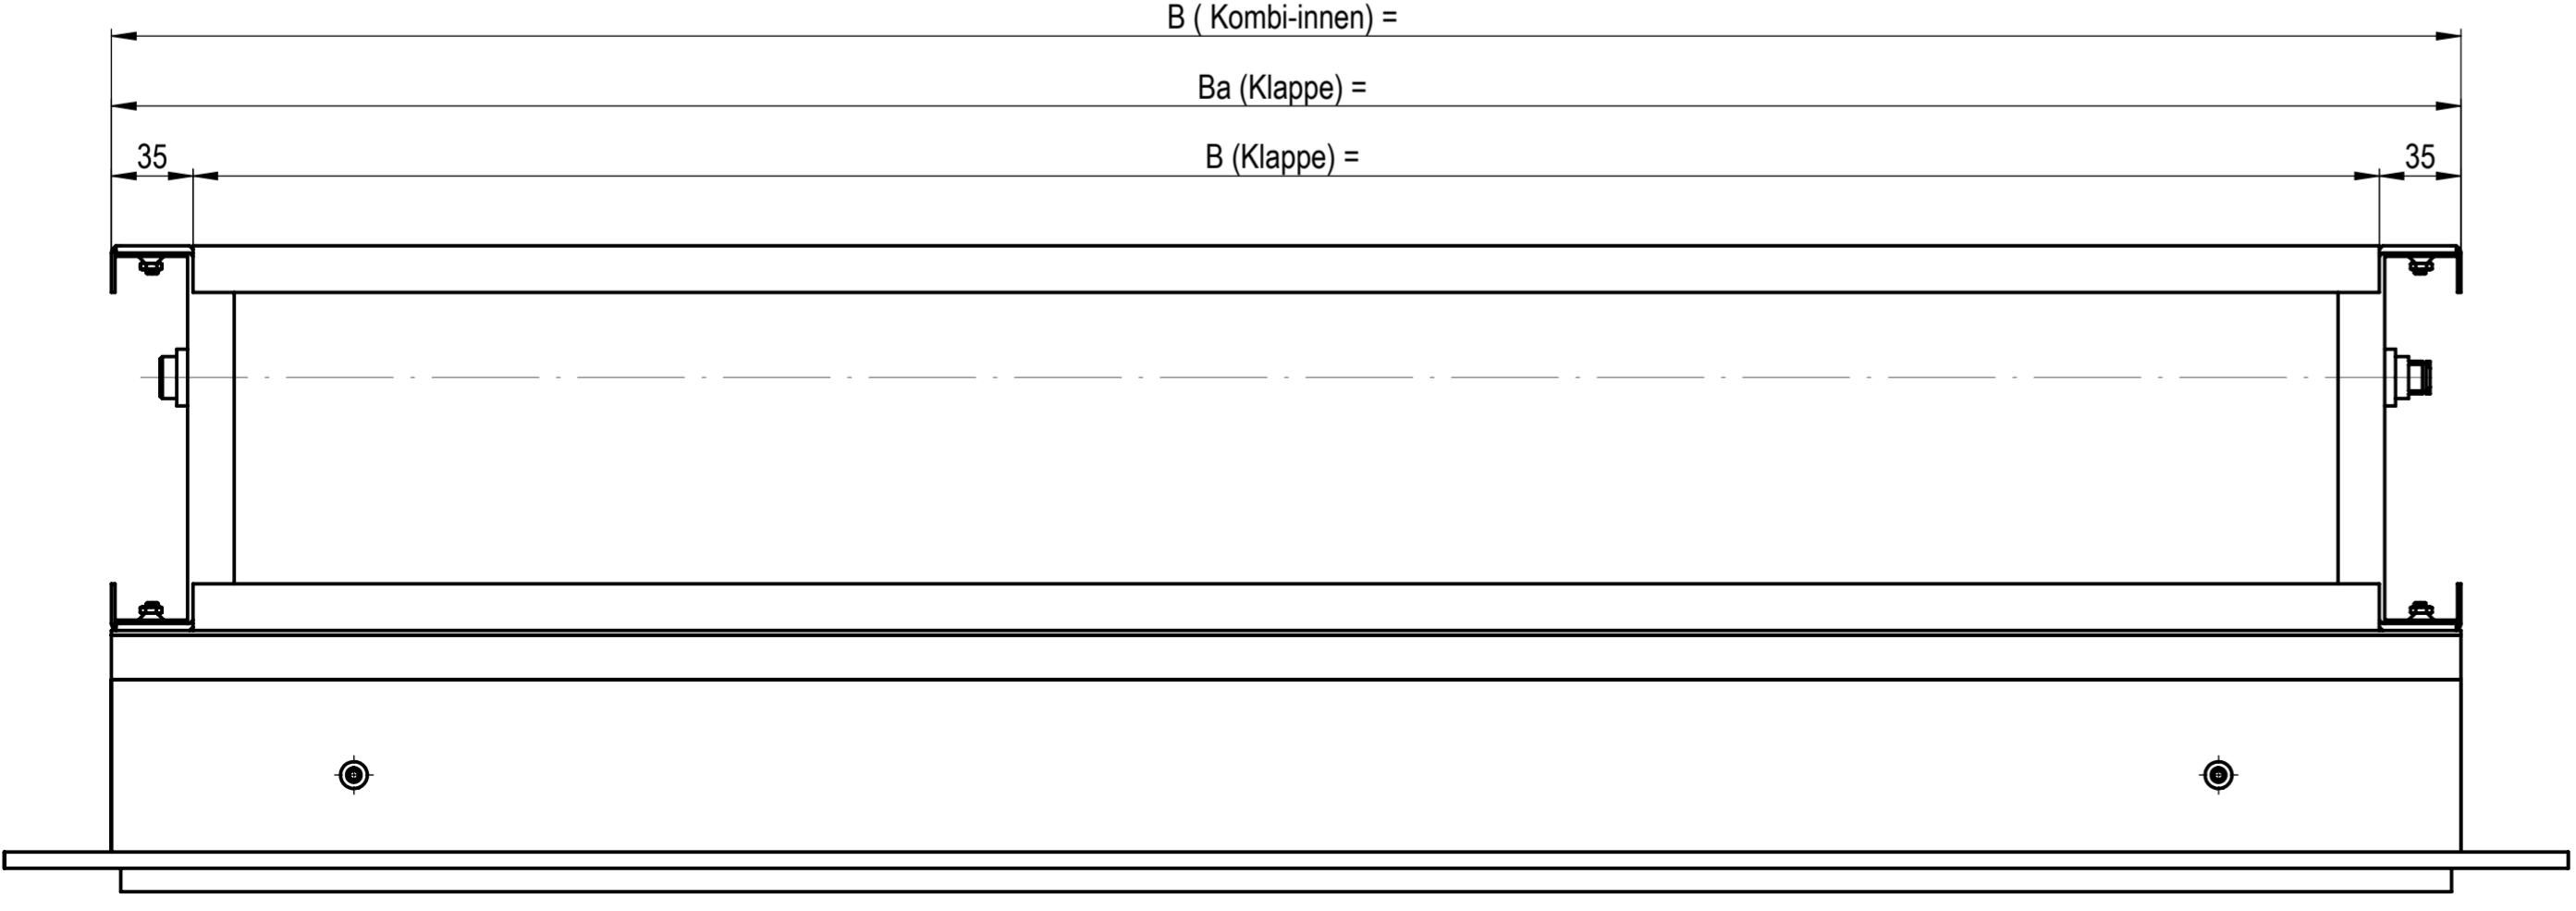 B ( Kombi-innen) =
Ba (Klappe) =
35 B (Klappe) = 35